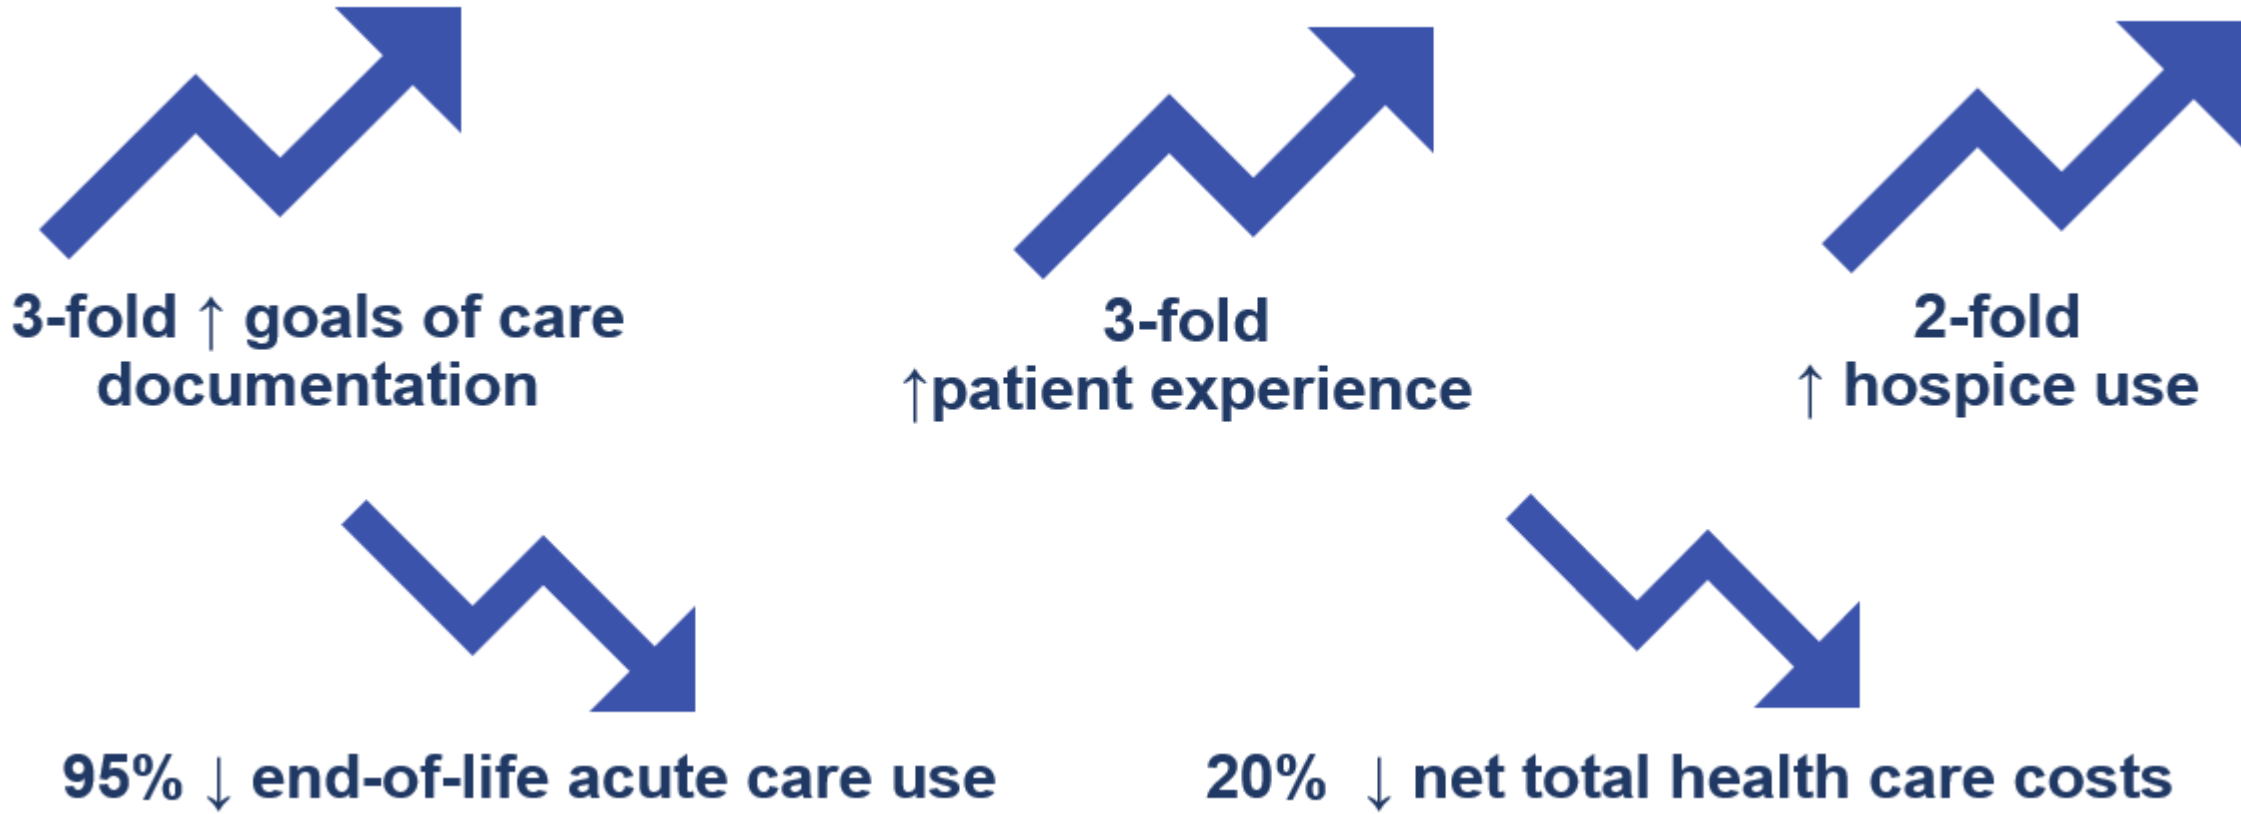 3-fold ↑ goals of care
documentation
3-fold
↑patient experience
2-fold
↑ hospice use
95% ↓ end-of-life acute care use
20% ↓ net total health care costs